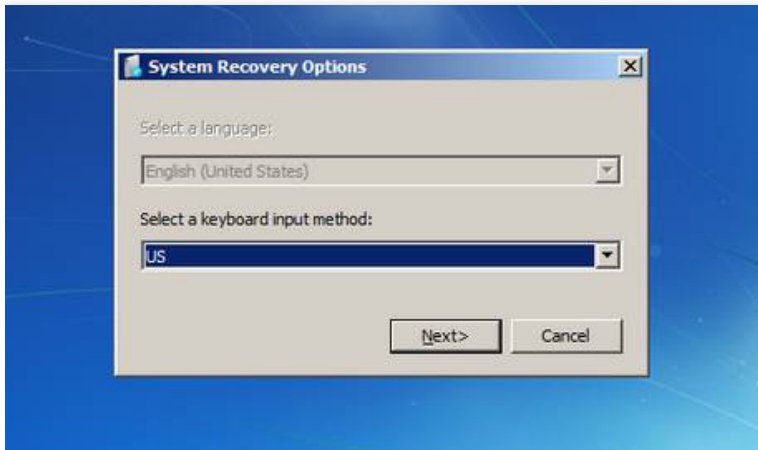 System Recovery Options
Select a language:
English (United States)
Select a keyboard input method:
US
Next>
Cancel